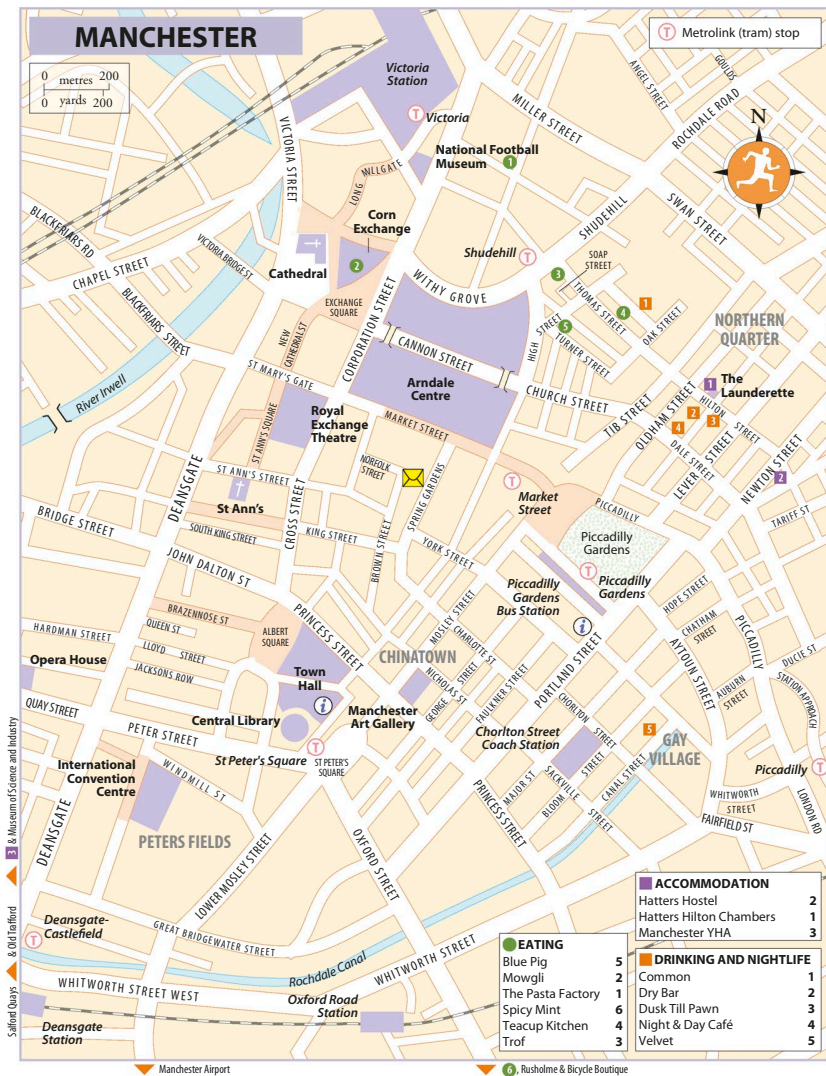 MANCHESTER
0 metres 200
0 yards 200
T Metrolink (tram) stop
N
Victoria
Station
T Victoria
VICTORIA STREET
MILLER STREET
ANGEL STREET
GOULDS
ROCHDALE ROAD
National Football
Museum
1
LONG MILLGATE
Corn
Exchange
2
SHUDEHILL
SWAN STREET
BLACKFRIARS RD
VICTORIA BRIDGE ST
CHAPEL STREET
Cathedral
Shudehill T
SOAP
STREET
3
WITHY GROVE
EXCHANGE
SQUARE
THOMAS STREET
4
1
OAK STREET
BLACKFRIARS STREET
NEW
CATHEDRAL ST
CORPORATION STREET
CANNON STREET
HIGH STREET
5
TURNER STREET
NORTHERN
QUARTER
River Irwell
ST MARY'S GATE
Arndale
Centre
CHURCH STREET
1 The
Launderette
Royal
Exchange
Theatre
MARKET STREET
TIB STREET
OLDHAM STREET
2
3
4
HILTON STREET
DALE STREET
LEVER STREET
NEWTON STREET
2
ST ANN'S SQUARE
NORFOLK
STREET
ST ANN'S STREET
SPRING GARDENS
T
Market
Street
PICCADILLY
TARIFF ST
DEANSGATE
St Ann's
BRIDGE STREET
SOUTH KING STREET
CROSS STREET
KING STREET
BROWN STREET
YORK STREET
Piccadilly
Gardens
JOHN DALTON ST
T
Piccadilly
Gardens
Piccadilly
Gardens
Bus Station
i
HOPE STREET
CHATHAM
STREET
PICCADILLY
BRAZENNOSE ST
QUEEN ST
HARDMAN STREET
LLOYD STREET
ALBERT
SQUARE
PRINCESS STREET
MOSLEY STREET
CHARLOTTE ST
CHINATOWN
PORTLAND STREET
AYTOUN STREET
DUCIE ST
Opera House
JACKSONS ROW
Town
Hall
i
NICHOLAS ST
GEORGE STREET
FAULKNER STREET
AUBURN
STREET
STATION APPROACH
QUAY STREET
Central Library
Manchester
Art Gallery
Chorlton Street
Coach Station
CHORLTON STREET
5
GAY
VILLAGE
PETER STREET
St Peter's Square T
ST PETER'S
SQUARE
Piccadilly T
International
Convention
Centre
WINDMILL ST
MAJOR ST
BLOOM STREET
SACKVILLE STREET
CANAL STREET
WHITWORTH
STREET
LONDON RD
FAIRFIELD ST
PETERS FIELDS
PRINCESS STREET
OXFORD STREET
DEANSGATE
LOWER MOSLEY STREET
3 & Museum of Science and Industry
Deansgate-
Castlefield
T
GREAT BRIDGEWATER STREET
Rochdale Canal
WHITWORTH STREET
WHITWORTH STREET WEST
Salford Quays & Old Trafford
Deansgate
Station
Oxford Road
Station
ACCOMMODATION
Hatters Hostel 2
Hatters Hilton Chambers 1
Manchester YHA 3
EATING
Blue Pig 5
Mowgli 2
The Pasta Factory 1
Spicy Mint 6
Teacup Kitchen 4
Trof 3
DRINKING AND NIGHTLIFE
Common 1
Dry Bar 2
Dusk Till Pawn 3
Night & Day Café 4
Velvet 5
Manchester Airport
6, Rusholme & Bicycle Boutique